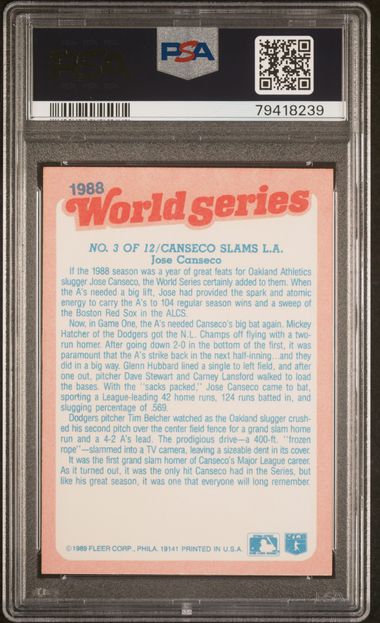 PSA
79418239
1988
World Series
NO. 3 OF 12/CANSECO SLAMS L.A.
Jose Canseco
If the 1988 season was a year of great feats for Oakland Athletics
slugger Jose Canseco, the World Series certainly added to them. When
the A's needed a big lift, Jose had provided the spark and atomic
energy to carry the A's to 104 regular season wins and a sweep of
the Boston Red Sox in the ALCS.
Now, in Game One, the A's needed Canseco's big bat again. Mickey
Hatcher of the Dodgers got the N.L. Champs off flying with a two-
run homer. After going down 2-0 in the bottom of the first, it was
paramount that the A's strike back in the next half-inning...and they
did in a big way. Glenn Hubbard lined a single to left field, and after
one out, pitcher Dave Stewart and Carney Lansford walked to load
the bases. With the "sacks packed," Jose Canseco came to bat,
sporting a League-leading 42 home runs, 124 runs batted in, and
slugging percentage of .569.
Dodgers pitcher Tim Belcher watched as the Oakland slugger crush-
ed his second pitch over the center field fence for a grand slam home
run and a 4-2 A's lead. The prodigious drive—a 400-ft. "frozen
rope"—slammed into a TV camera, leaving a sizeable dent in its cover.
It was the first grand slam homer of Canseco's Major League career.
As it turned out, it was the only hit Canseco had in the Series, but
like his great season, it was one that everyone will long remember.
© 1989 FLEER CORP., PHILA. 19141 PRINTED IN U.S.A.